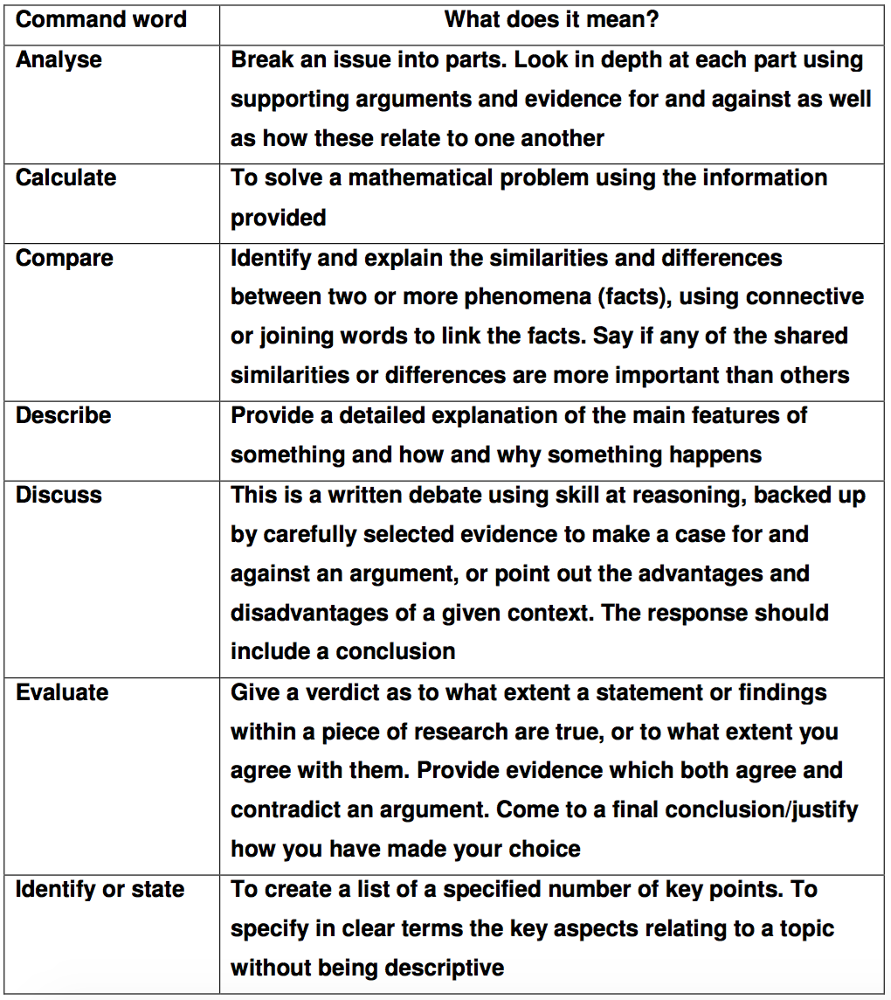 Command word What does it mean?
Analyse Break an issue into parts. Look in depth at each part using
supporting arguments and evidence for and against as well
as how these relate to one another
Calculate To solve a mathematical problem using the information
provided
Compare Identify and explain the similarities and differences
between two or more phenomena (facts), using connective
or joining words to link the facts. Say if any of the shared
similarities or differences are more important than others
Describe Provide a detailed explanation of the main features of
something and how and why something happens
Discuss This is a written debate using skill at reasoning, backed up
by carefully selected evidence to make a case for and
against an argument, or point out the advantages and
disadvantages of a given context. The response should
include a conclusion
Evaluate Give a verdict as to what extent a statement or findings
within a piece of research are true, or to what extent you
agree with them. Provide evidence which both agree and
contradict an argument. Come to a final conclusion/justify
how you have made your choice
Identify or state To create a list of a specified number of key points. To
specify in clear terms the key aspects relating to a topic
without being descriptive